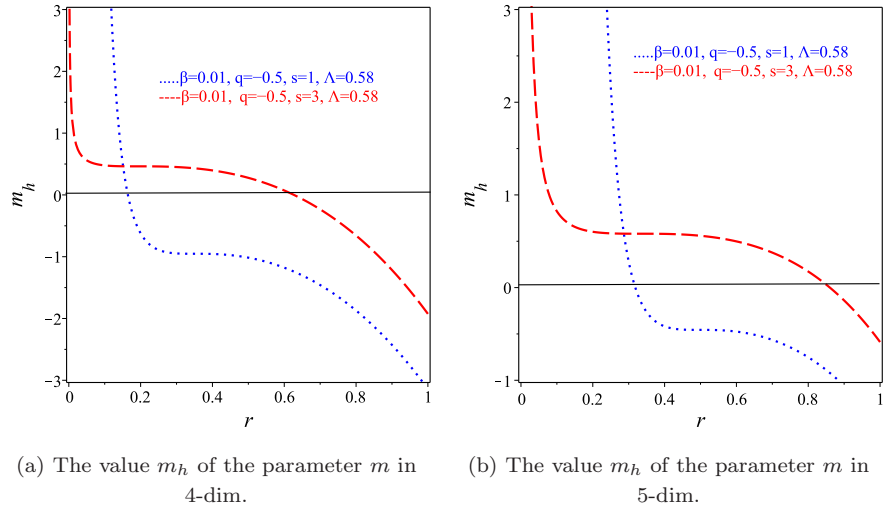 3
2
1
0
−1
−2
−3
m_h
.....β=0.01, q=−0.5, s=1, Λ=0.58
----β=0.01, q=−0.5, s=3, Λ=0.58
0 0.2 0.4 0.6 0.8 1
r
(a) The value m_h of the parameter m in
4-dim.
3
2
1
0
−1
m_h
.....β=0.01, q=−0.5, s=1, Λ=0.58
----β=0.01, q=−0.5, s=3, Λ=0.58
0 0.2 0.4 0.6 0.8 1
r
(b) The value m_h of the parameter m in
5-dim.